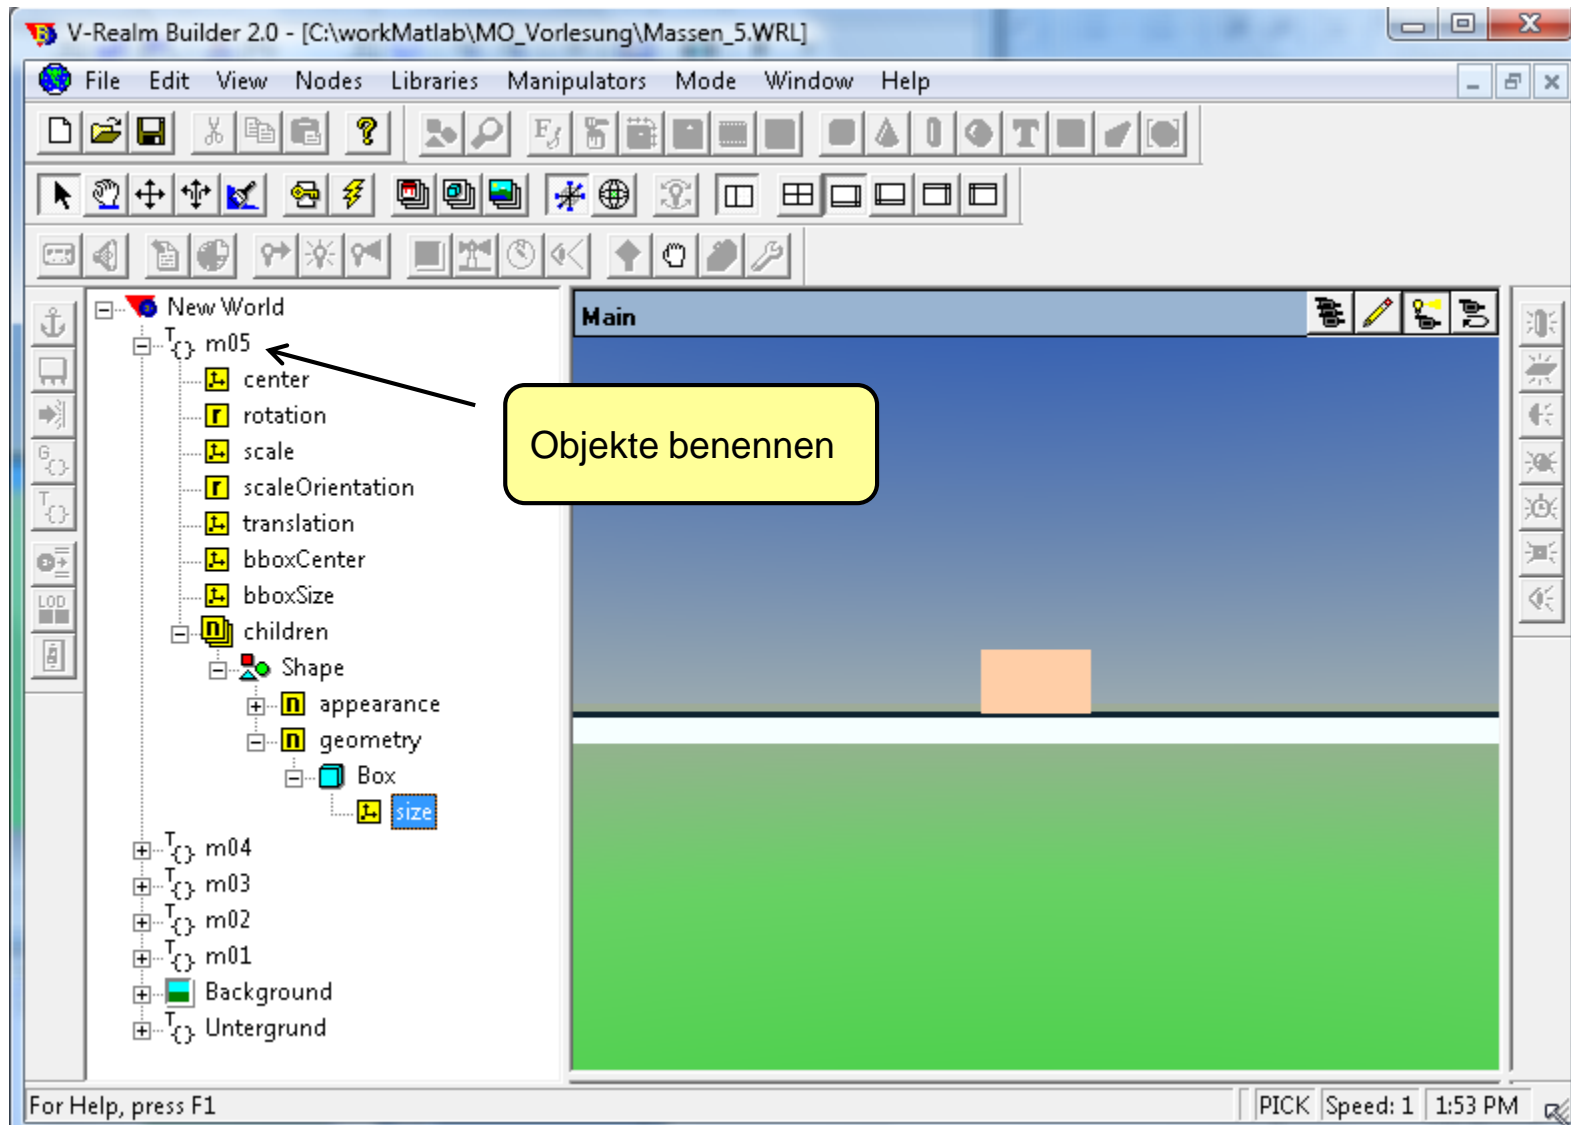 V-Realm Builder 2.0 - [C:\workMatlab\MO_Vorlesung\Massen_5.WRL]
File Edit View Nodes Libraries Manipulators Mode Window Help
New World
m05
center
rotation
scale
scaleOrientation
translation
bboxCenter
bboxSize
children
Shape
appearance
geometry
Box
size
m04
m03
m02
m01
Background
Untergrund
Main
Objekte benennen
LOD
For Help, press F1
PICK Speed: 1 1:53 PM